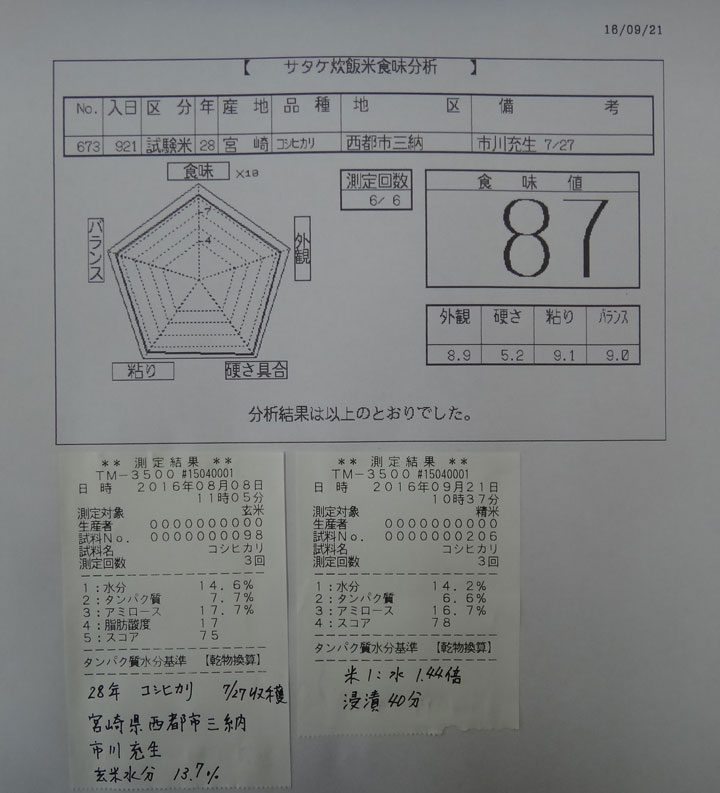 16/09/21
【 サタケ炊飯米食味分析 】
No. 入日 区分 年 産地 品種 地区 備考
673 921 試験米 28 宮崎 コシヒカリ 西都市三納 市川充生 7/27
食味 ×10
7
4
バランス
外観
粘り
硬さ具合
測定回数
6/ 6
食味値
87
外観 硬さ 粘り バランス
8.9 5.2 9.1 9.0
分析結果は以上のとおりでした。
** 測定結果 **
TM-3500 #15040001
日時 2016年08月08日
11時05分
測定対象 玄米
生産者 0000000000
試料No. 0000000098
試料名 コシヒカリ
測定回数 3回
1:水分 14.6%
2:タンパク質 7.7%
3:アミロース 17.7%
4:脂肪酸度 17
5:スコア 75
タンパク質水分基準 【乾物換算】
28年 コシヒカリ 7/27収穫
宮崎県西都市三納
市川充生
玄米水分 13.7%
** 測定結果 **
TM-3500 #15040001
日時 2016年09月21日
10時37分
測定対象 精米
生産者 0000000000
試料No. 0000000206
試料名 コシヒカリ
測定回数 3回
1:水分 14.2%
2:タンパク質 6.6%
3:アミロース 16.7%
4:スコア 78
タンパク質水分基準 【乾物換算】
米1:水1.44倍
浸漬40分